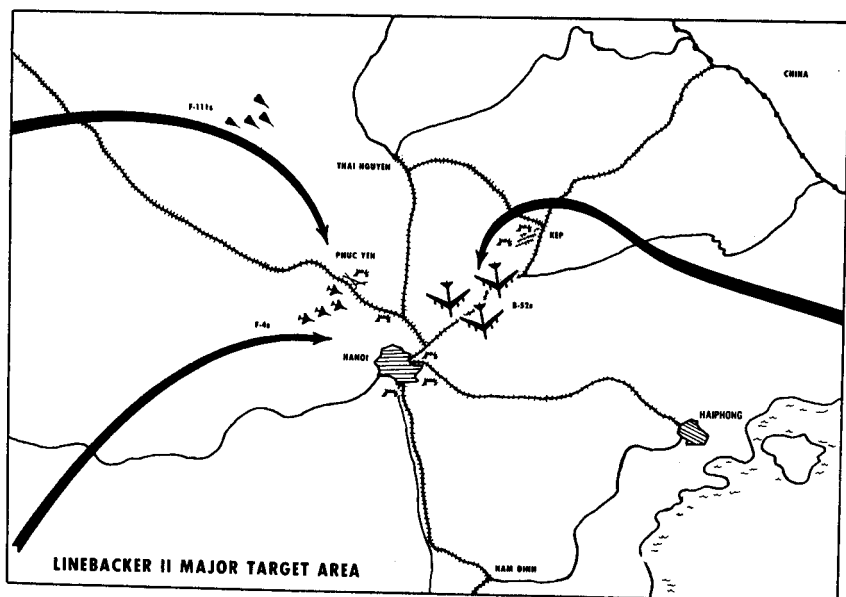 CHINA
F-111s
THAI NGUYEN
KEP
PHUC YEN
B-52s
F-4s
HANOI
HAIPHONG
NAM DINH
LINEBACKER II MAJOR TARGET AREA